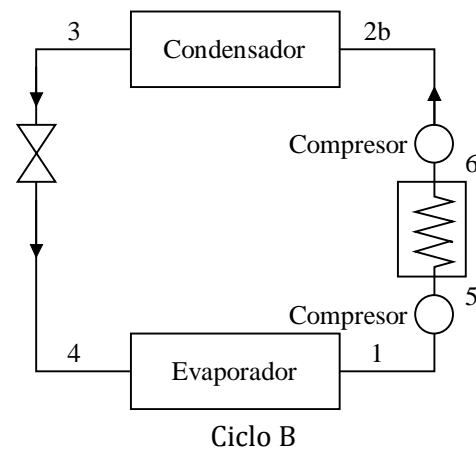 3
Condensador
2b
Compresor
6
5
Compresor
4
Evaporador
1
Ciclo B